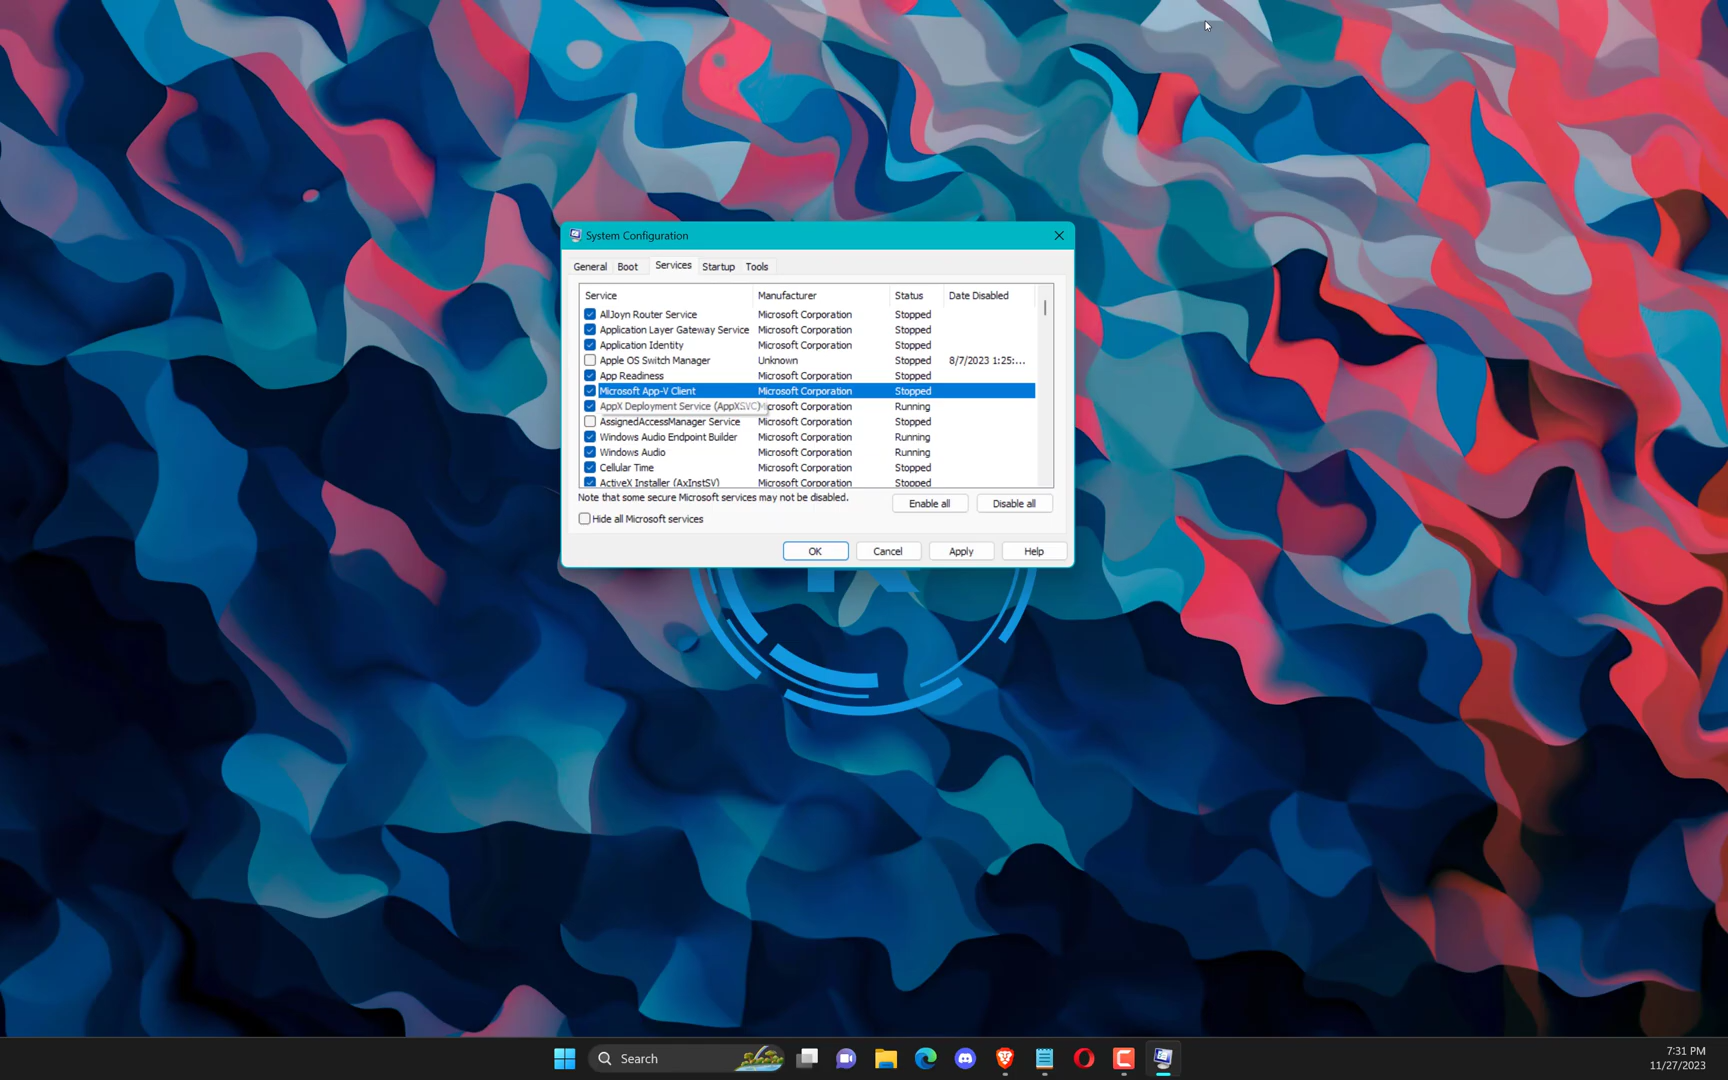 System Configuration
General Boot Services Startup Tools
Service Manufacturer Status Date Disabled
AllJoyn Router Service Microsoft Corporation Stopped
Application Layer Gateway Service Microsoft Corporation Stopped
Application Identity Microsoft Corporation Stopped
Apple OS Switch Manager Unknown Stopped 8/7/2023 1:25:...
App Readiness Microsoft Corporation Stopped
Microsoft App-V Client Microsoft Corporation Stopped
AppX Deployment Service (AppXSVC) Microsoft Corporation Running
AssignedAccessManager Service Microsoft Corporation Stopped
Windows Audio Endpoint Builder Microsoft Corporation Running
Windows Audio Microsoft Corporation Running
Cellular Time Microsoft Corporation Stopped
ActiveX Installer (AxInstSV) Microsoft Corporation Stopped
Note that some secure Microsoft services may not be disabled.
Enable all Disable all
Hide all Microsoft services
OK Cancel Apply Help
Search
7:31 PM
11/27/2023